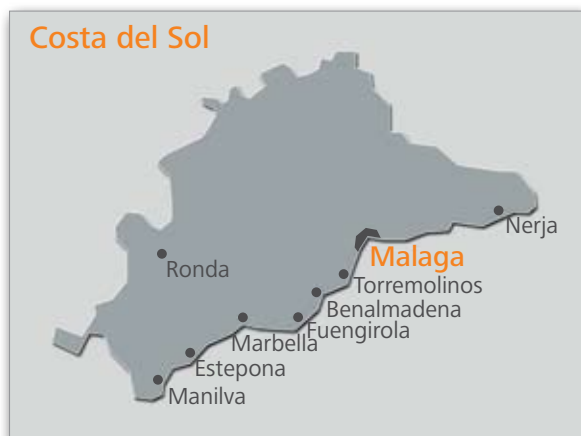 Costa del Sol
Nerja
Malaga
Ronda
Torremolinos
Benalmadena
Fuengirola
Marbella
Estepona
Manilva